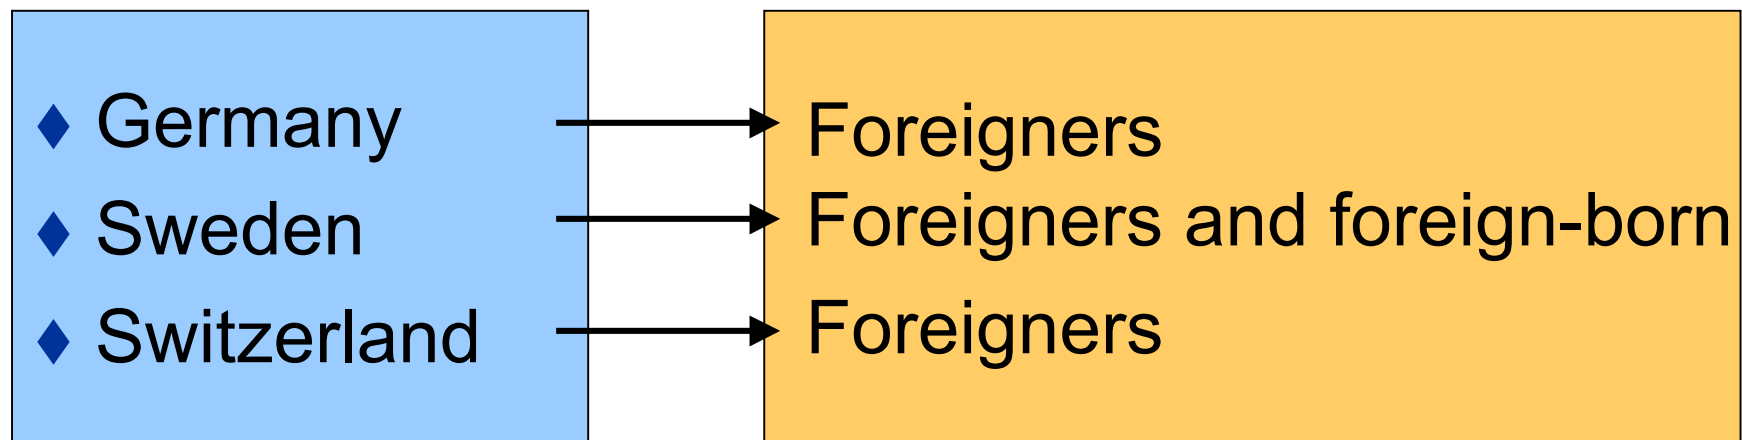 Germany
Foreigners
Sweden
Foreigners and foreign-born
Switzerland
Foreigners